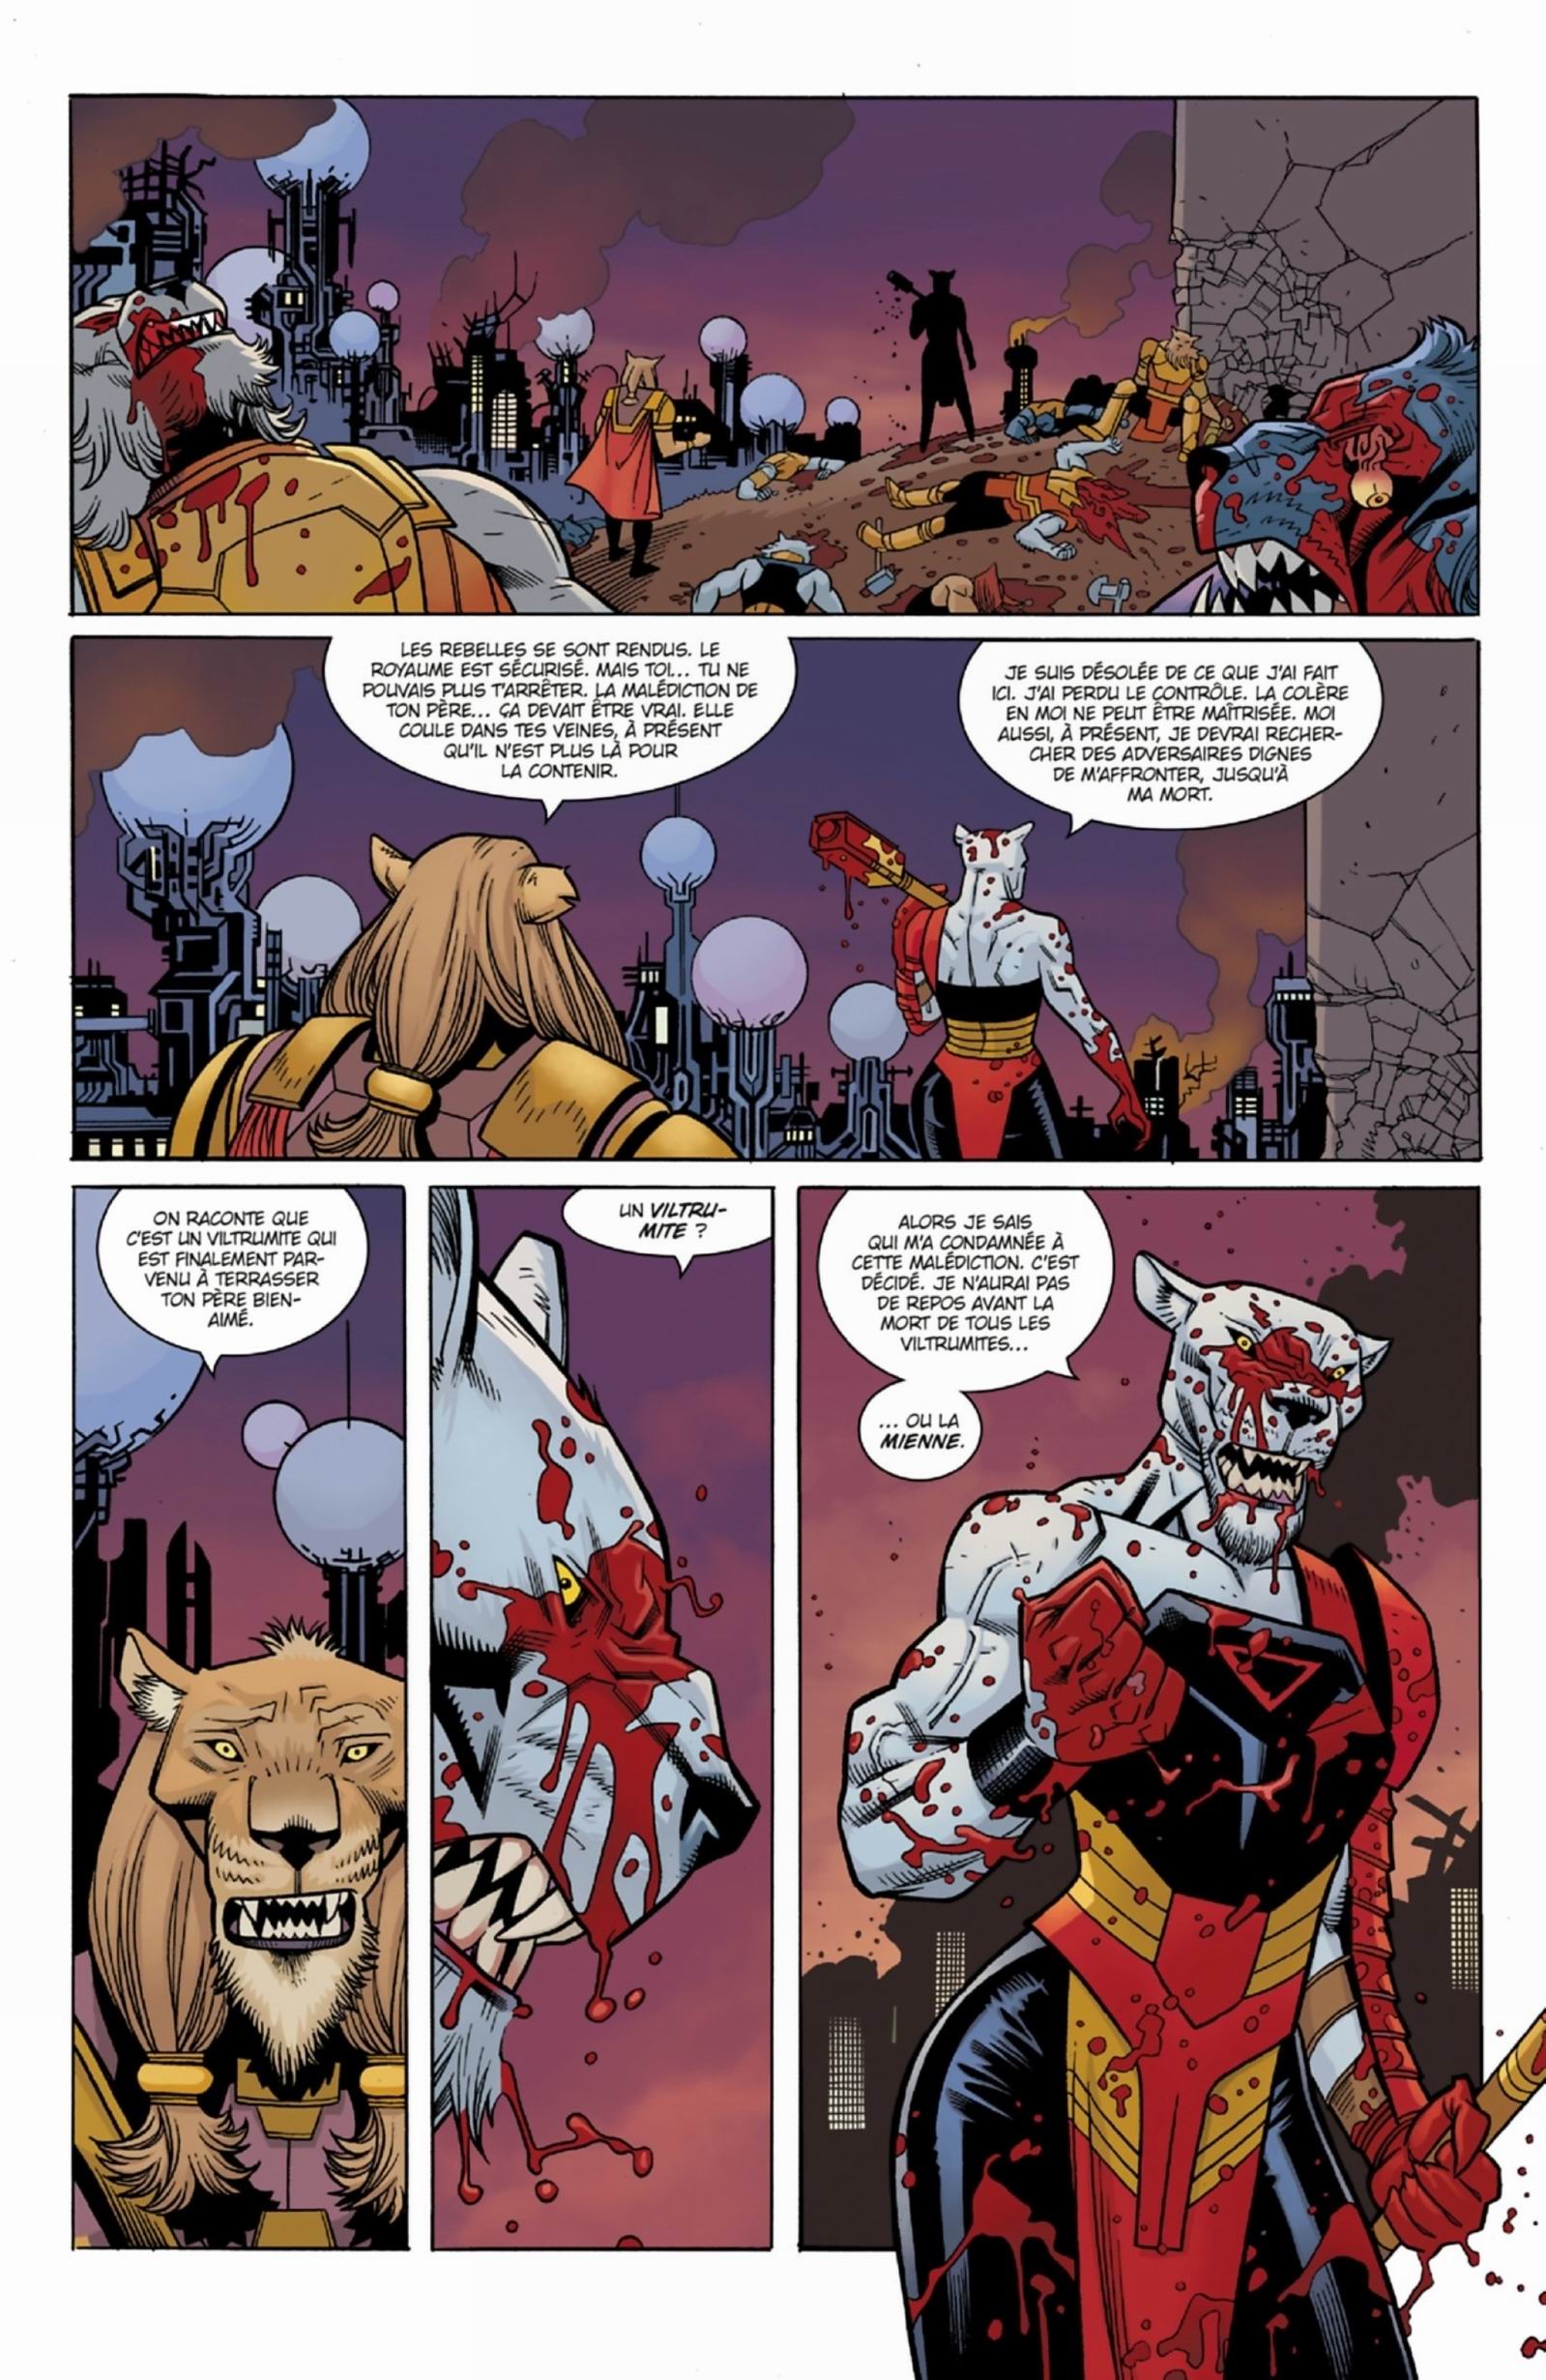 LES REBELLES SE SONT RENDUS. LE
ROYAUME EST SÉCURISÉ. MAIS TOI... TU NE
POUVAIS PLUS T'ARRÊTER. LA MALÉDICTION DE
TON PÈRE... ÇA DEVAIT ÊTRE VRAI. ELLE
COULE DANS TES VEINES, À PRÉSENT
QU'IL N'EST PLUS LÀ POUR
LA CONTENIR.
JE SUIS DÉSOLÉE DE CE QUE J'AI FAIT
ICI. J'AI PERDU LE CONTRÔLE. LA COLÈRE
EN MOI NE PEUT ÊTRE MAÎTRISÉE. MOI
AUSSI, À PRÉSENT, JE DEVRAI RECHER-
CHER DES ADVERSAIRES DIGNES
DE M'AFFRONTER, JUSQU'À
MA MORT.
ON RACONTE QUE
C'EST UN VILTRUMITE QUI
EST FINALEMENT PAR-
VENU À TERRASSER
TON PÈRE BIEN-
AIMÉ.
UN VILTRU-
MITE ?
ALORS JE SAIS
QUI M'A CONDAMNÉE À
CETTE MALÉDICTION. C'EST
DÉCIDÉ. JE N'AURAI PAS
DE REPOS AVANT LA
MORT DE TOUS LES
VILTRUMITES...
... OU LA
MIENNE.